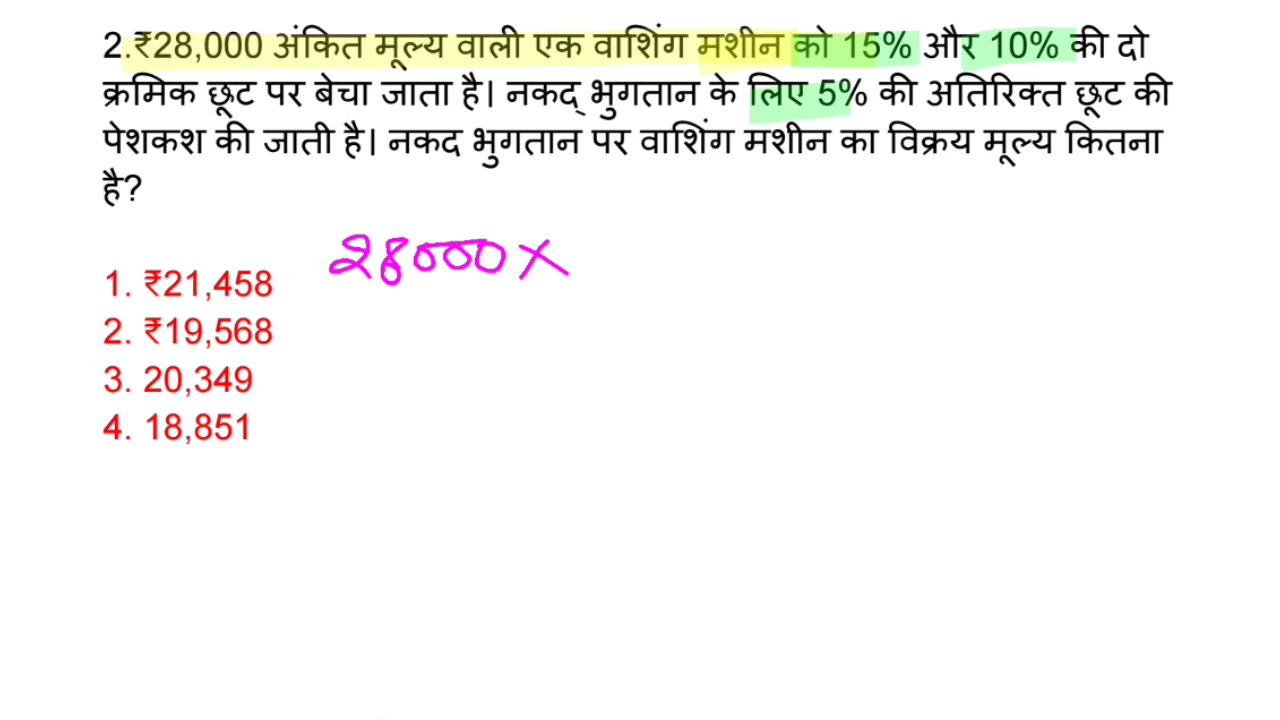 2.₹28,000 अंकित मूल्य वाली एक वाशिंग मशीन को 15% और 10% की दो
क्रमिक छूट पर बेचा जाता है। नकद् भुगतान के लिए 5% की अतिरिक्त छूट की
पेशकश की जाती है। नकद भुगतान पर वाशिंग मशीन का विक्रय मूल्य कितना
है?
28000 ×
1. ₹21,458
2. ₹19,568
3. 20,349
4. 18,851